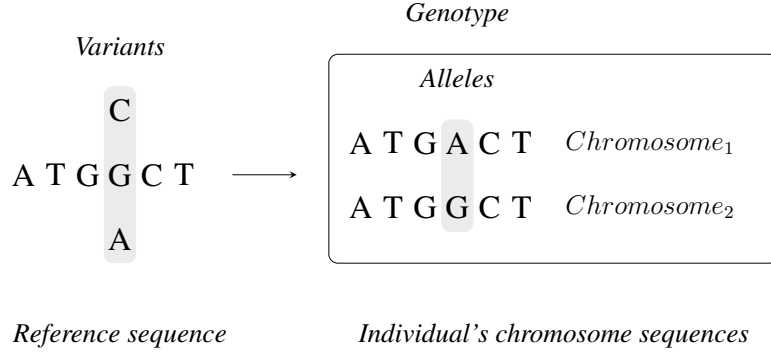 Genotype
Variants
Alleles
C
A T G G C T
A
A T G A C T Chromosome₁
A T G G C T Chromosome₂
Reference sequence
Individual's chromosome sequences